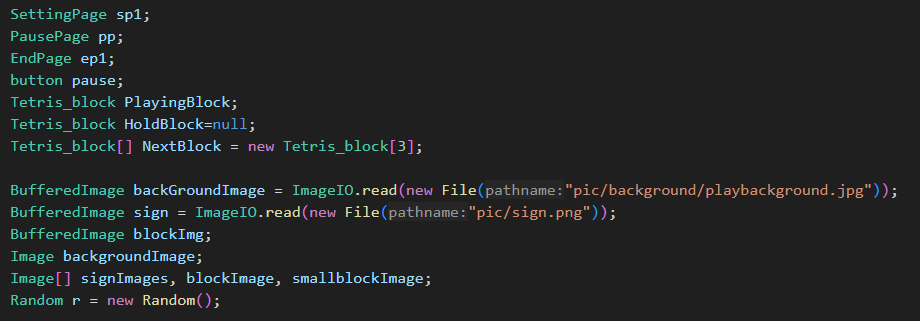 SettingPage sp1;
PausePage pp;
EndPage ep1;
button pause;
Tetris_block PlayingBlock;
Tetris_block HoldBlock=null;
Tetris_block[] NextBlock = new Tetris_block[3];
BufferedImage backGroundImage = ImageIO.read(new File(pathname:"pic/background/playbackground.jpg"));
BufferedImage sign = ImageIO.read(new File(pathname:"pic/sign.png"));
BufferedImage blockImg;
Image backgroundImage;
Image[] signImages, blockImage, smallblockImage;
Random r = new Random();